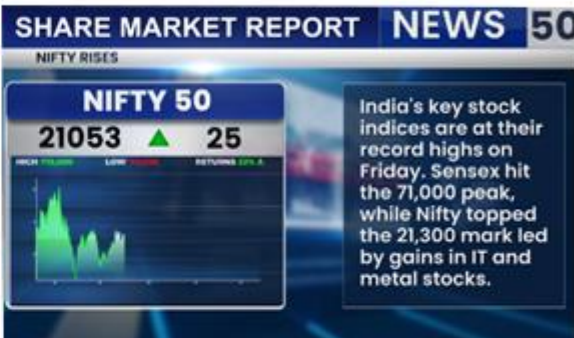 SHARE MARKET REPORT NEWS 50
NIFTY RISES
NIFTY 50
21053 ▲ 25
HIGH LOW RETURNS
India's key stock
indices are at their
record highs on
Friday. Sensex hit
the 71,000 peak,
while Nifty topped
the 21,300 mark led
by gains in IT and
metal stocks.